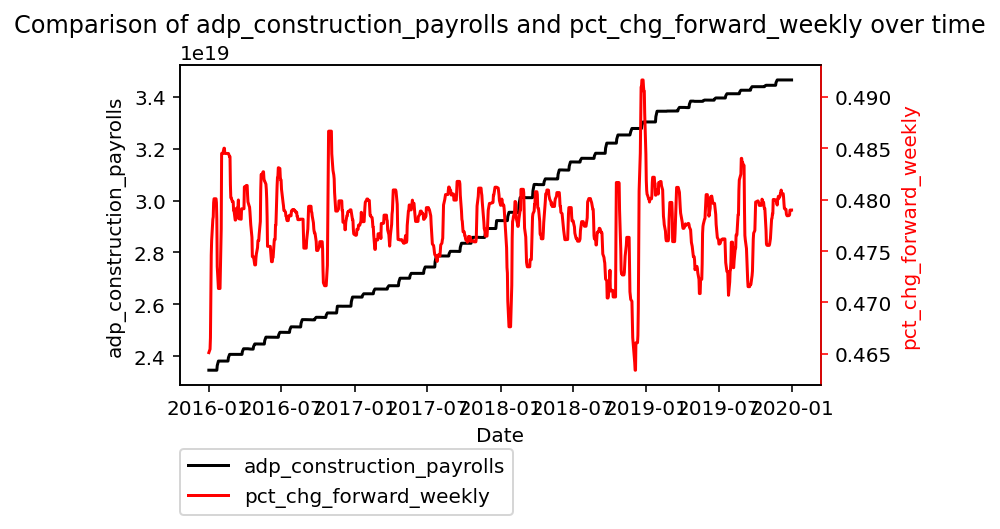 Comparison of adp_construction_payrolls and pct_chg_forward_weekly over time
1e19
3.4
3.2
3.0
2.8
2.6
2.4
adp_construction_payrolls
0.490
0.485
0.480
0.475
0.470
0.465
pct_chg_forward_weekly
2016-01 2016-07 2017-01 2017-07 2018-01 2018-07 2019-01 2019-07 2020-01
Date
adp_construction_payrolls
pct_chg_forward_weekly